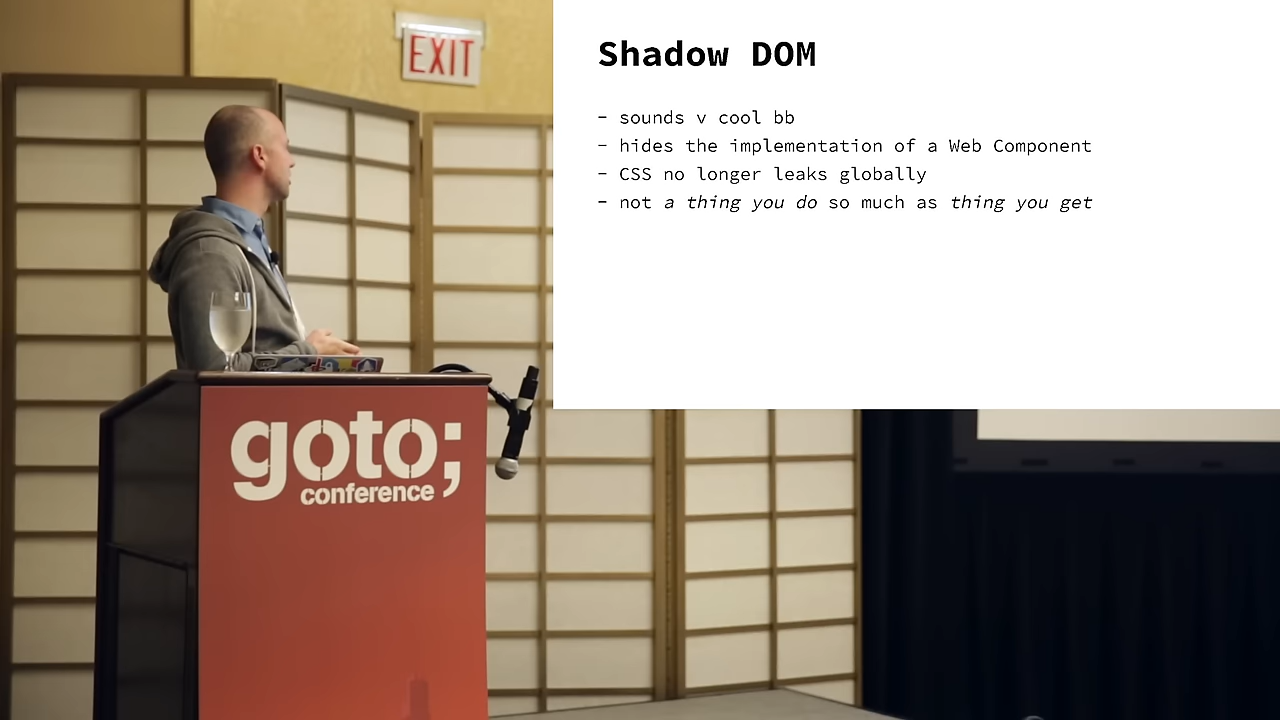 EXIT
Shadow DOM
- sounds v cool bb
- hides the implementation of a Web Component
- CSS no longer leaks globally
- not a thing you do so much as thing you get
goto;
conference